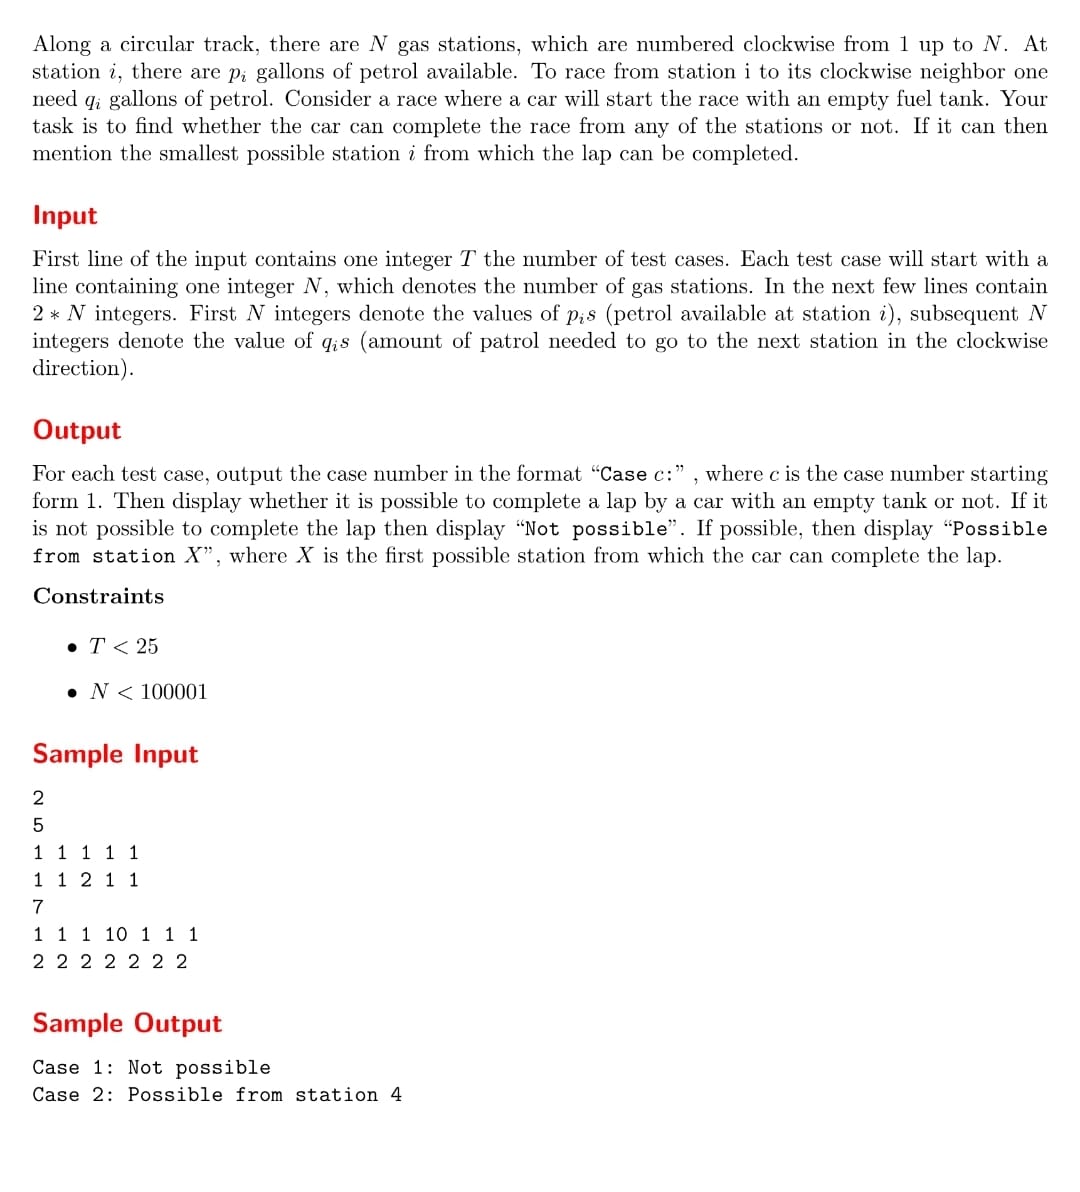 Along a circular track, there are N gas stations, which are numbered clockwise from 1 up to N. At
station i, there are pi gallons of petrol available. To race from station i to its clockwise neighbor one
need qi gallons of petrol. Consider a race where a car will start the race with an empty fuel tank. Your
task is to find whether the car can complete the race from any of the stations or not. If it can then
mention the smallest possible station i from which the lap can be completed.
Input
First line of the input contains one integer T the number of test cases. Each test case will start with a
line containing one integer N, which denotes the number of gas stations. In the next few lines contain
2 ∗ N integers. First N integers denote the values of pis (petrol available at station i), subsequent N
integers denote the value of qis (amount of patrol needed to go to the next station in the clockwise
direction).
Output
For each test case, output the case number in the format “Case c:” , where c is the case number starting
form 1. Then display whether it is possible to complete a lap by a car with an empty tank or not. If it
is not possible to complete the lap then display “Not possible”. If possible, then display “Possible
from station X”, where X is the first possible station from which the car can complete the lap.
Constraints
• T < 25
• N < 100001
Sample Input
2
5
1 1 1 1 1
1 1 2 1 1
7
1 1 1 10 1 1 1
2 2 2 2 2 2 2
Sample Output
Case 1: Not possible
Case 2: Possible from station 4